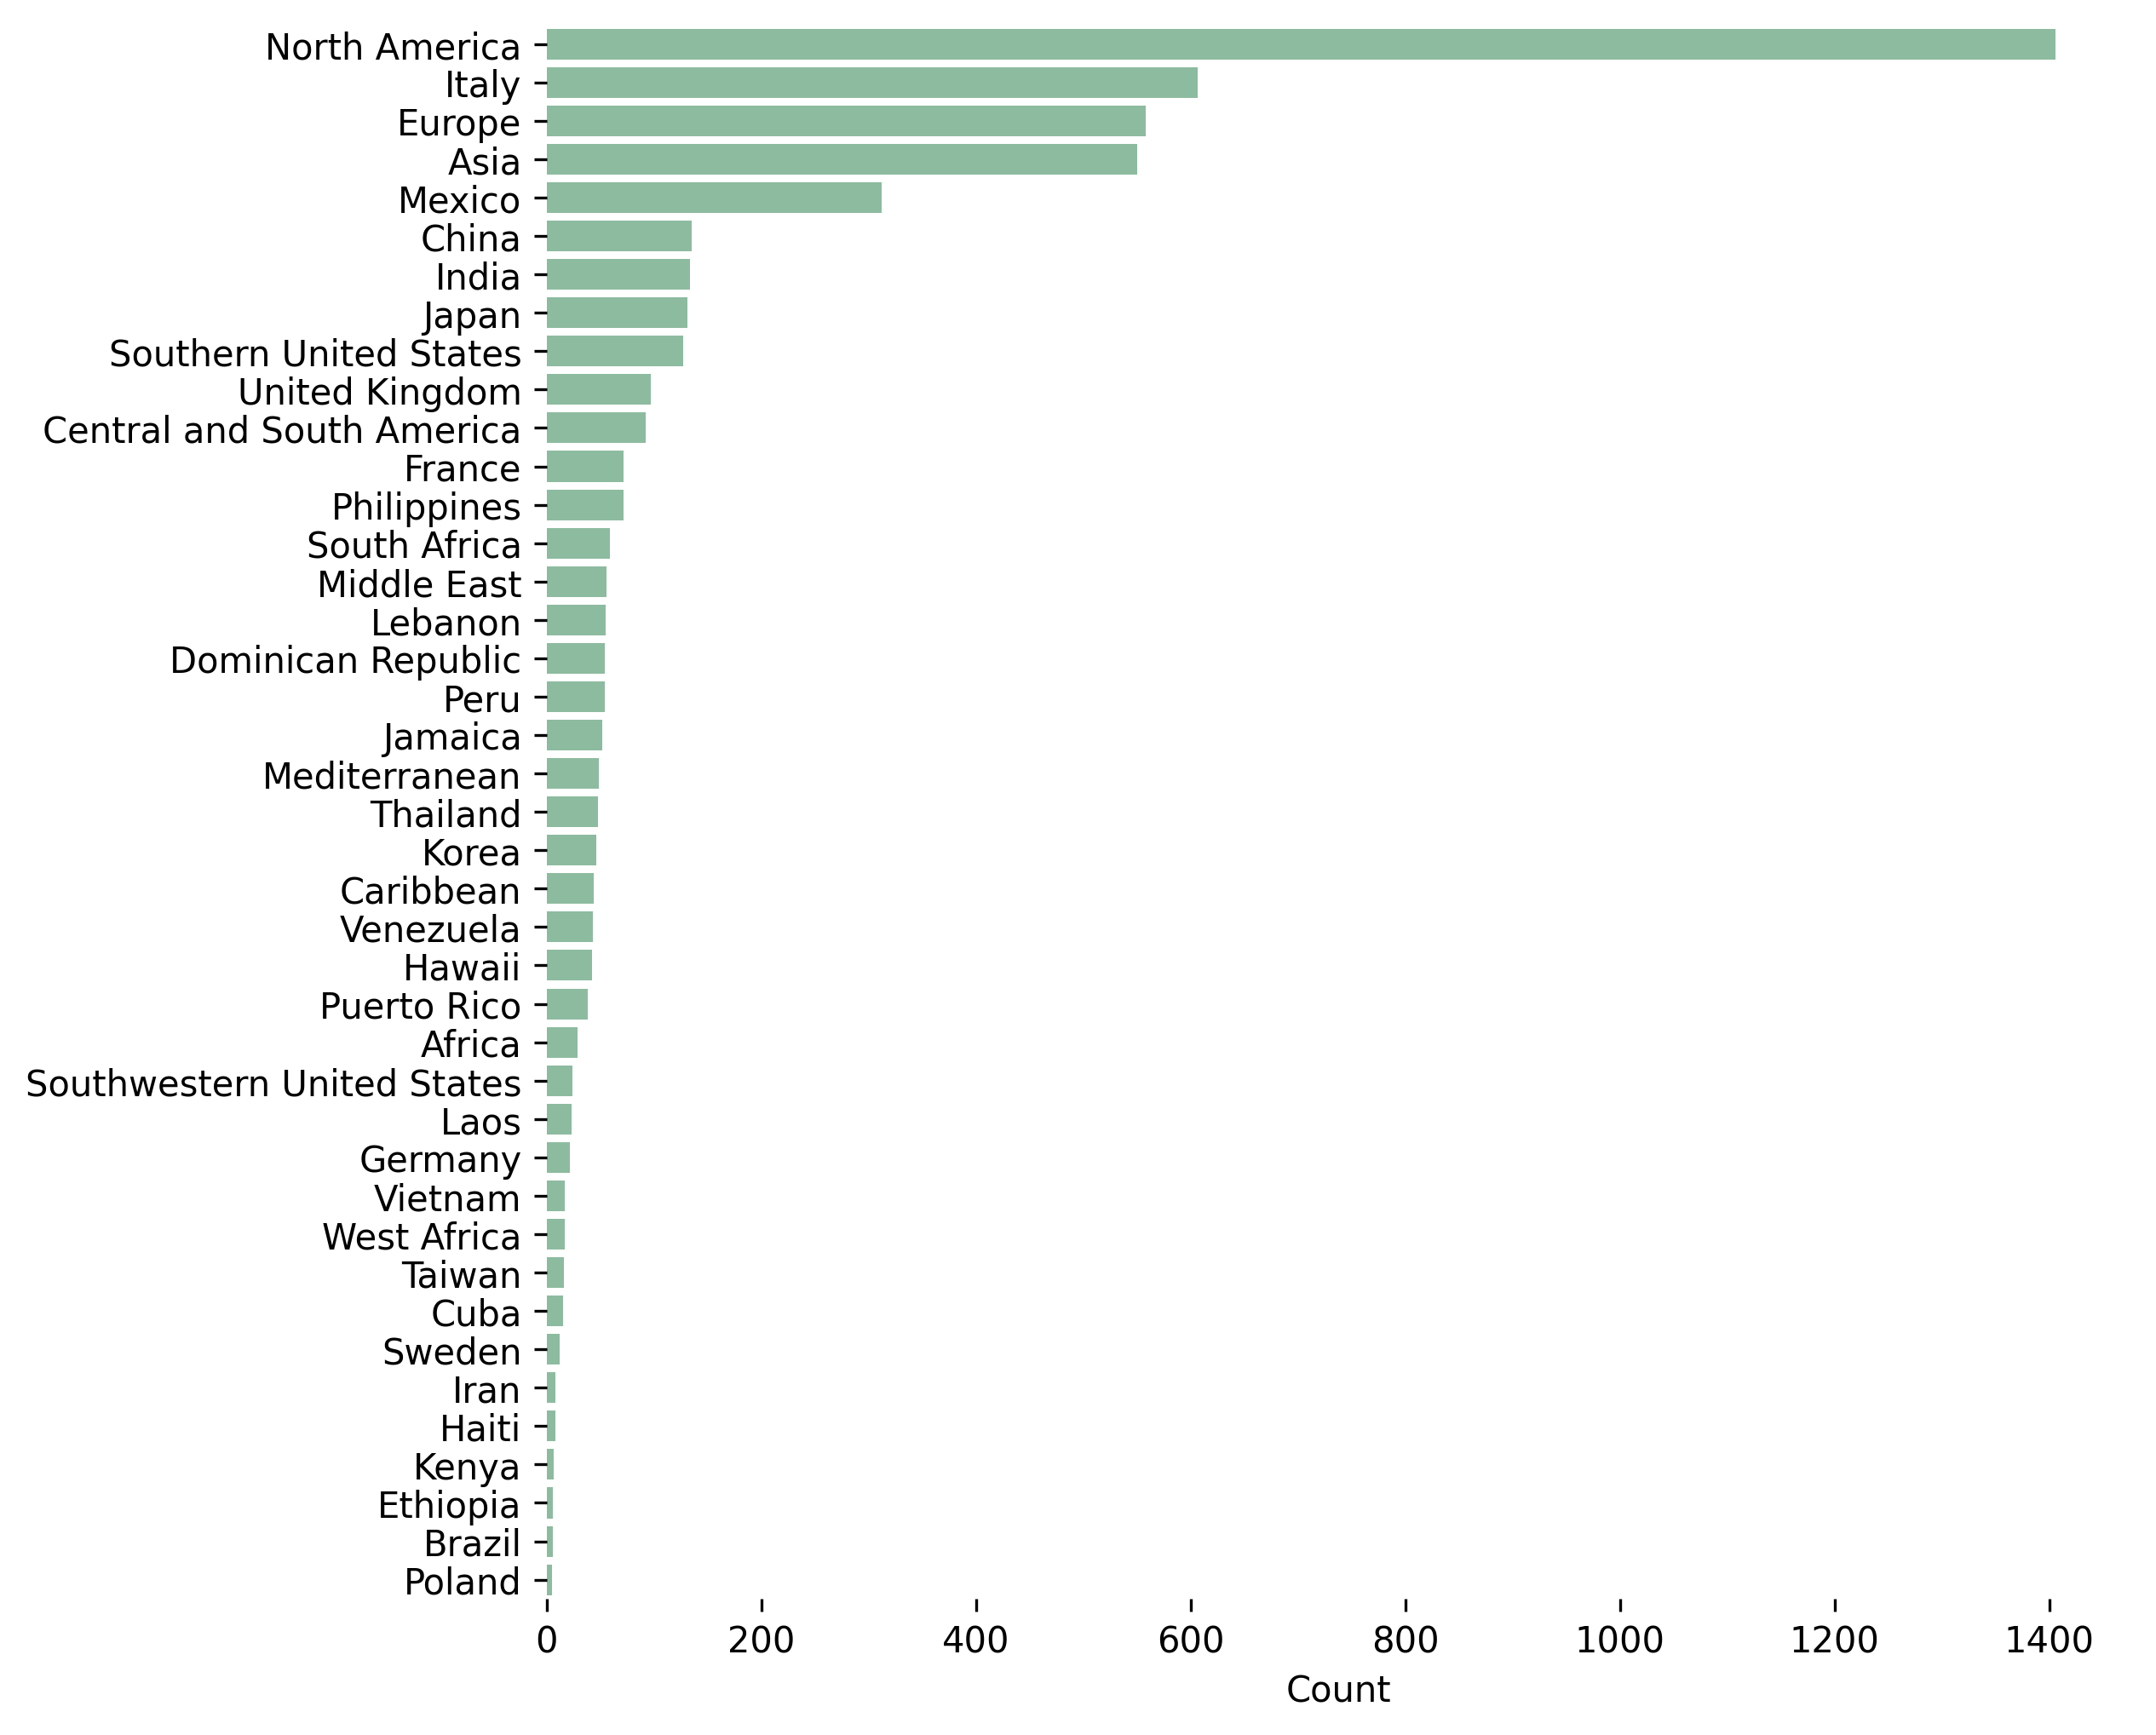 North America
Italy
Europe
Asia
Mexico
China
India
Japan
Southern United States
United Kingdom
Central and South America
France
Philippines
South Africa
Middle East
Lebanon
Dominican Republic
Peru
Jamaica
Mediterranean
Thailand
Korea
Caribbean
Venezuela
Hawaii
Puerto Rico
Africa
Southwestern United States
Laos
Germany
Vietnam
West Africa
Taiwan
Cuba
Sweden
Iran
Haiti
Kenya
Ethiopia
Brazil
Poland
0 200 400 600 800 1000 1200 1400
Count